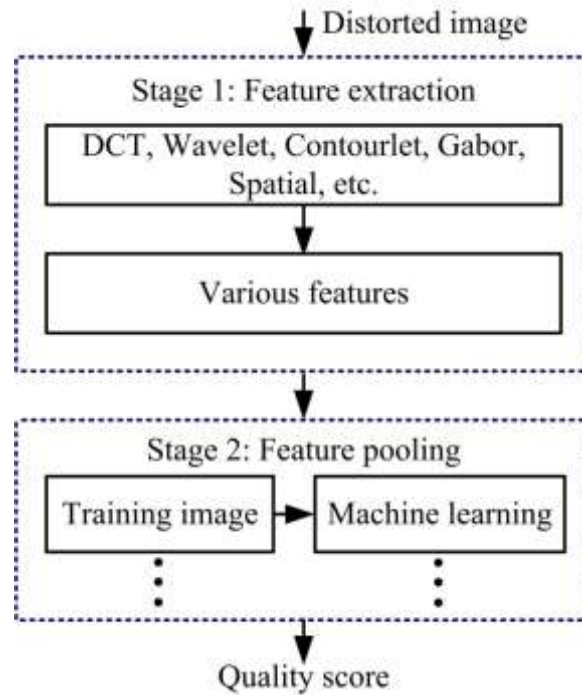 Distorted image
Stage 1: Feature extraction
DCT, Wavelet, Contourlet, Gabor,
Spatial, etc.
Various features
Stage 2: Feature pooling
Training image
Machine learning
Quality score